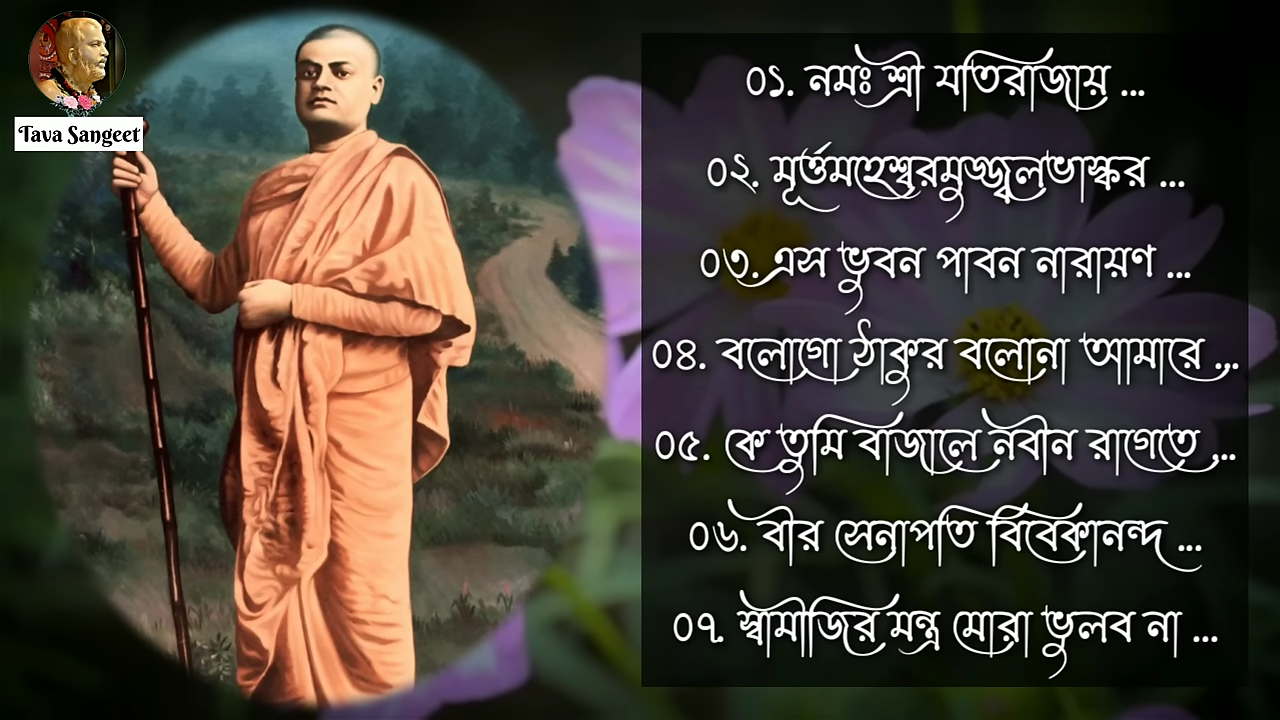 Tava Sangeet
০১. নমঃ শ্রী যতিরাজায় ...
০২. মূর্ত্তমহেশ্বরমুজ্জ্বলভাস্কর ...
০৩. এস ভুবন পাবন নারায়ণ ...
০৪. বলোগো ঠাকুর বলোনা আমারে ...
০৫. কে তুমি বাজালে নবীন রাগেতে ...
০৬. বীর সেনাপতি বিবেকানন্দ ...
০৭. স্বামীজির মন্ত্র মোরা ভুলব না ...